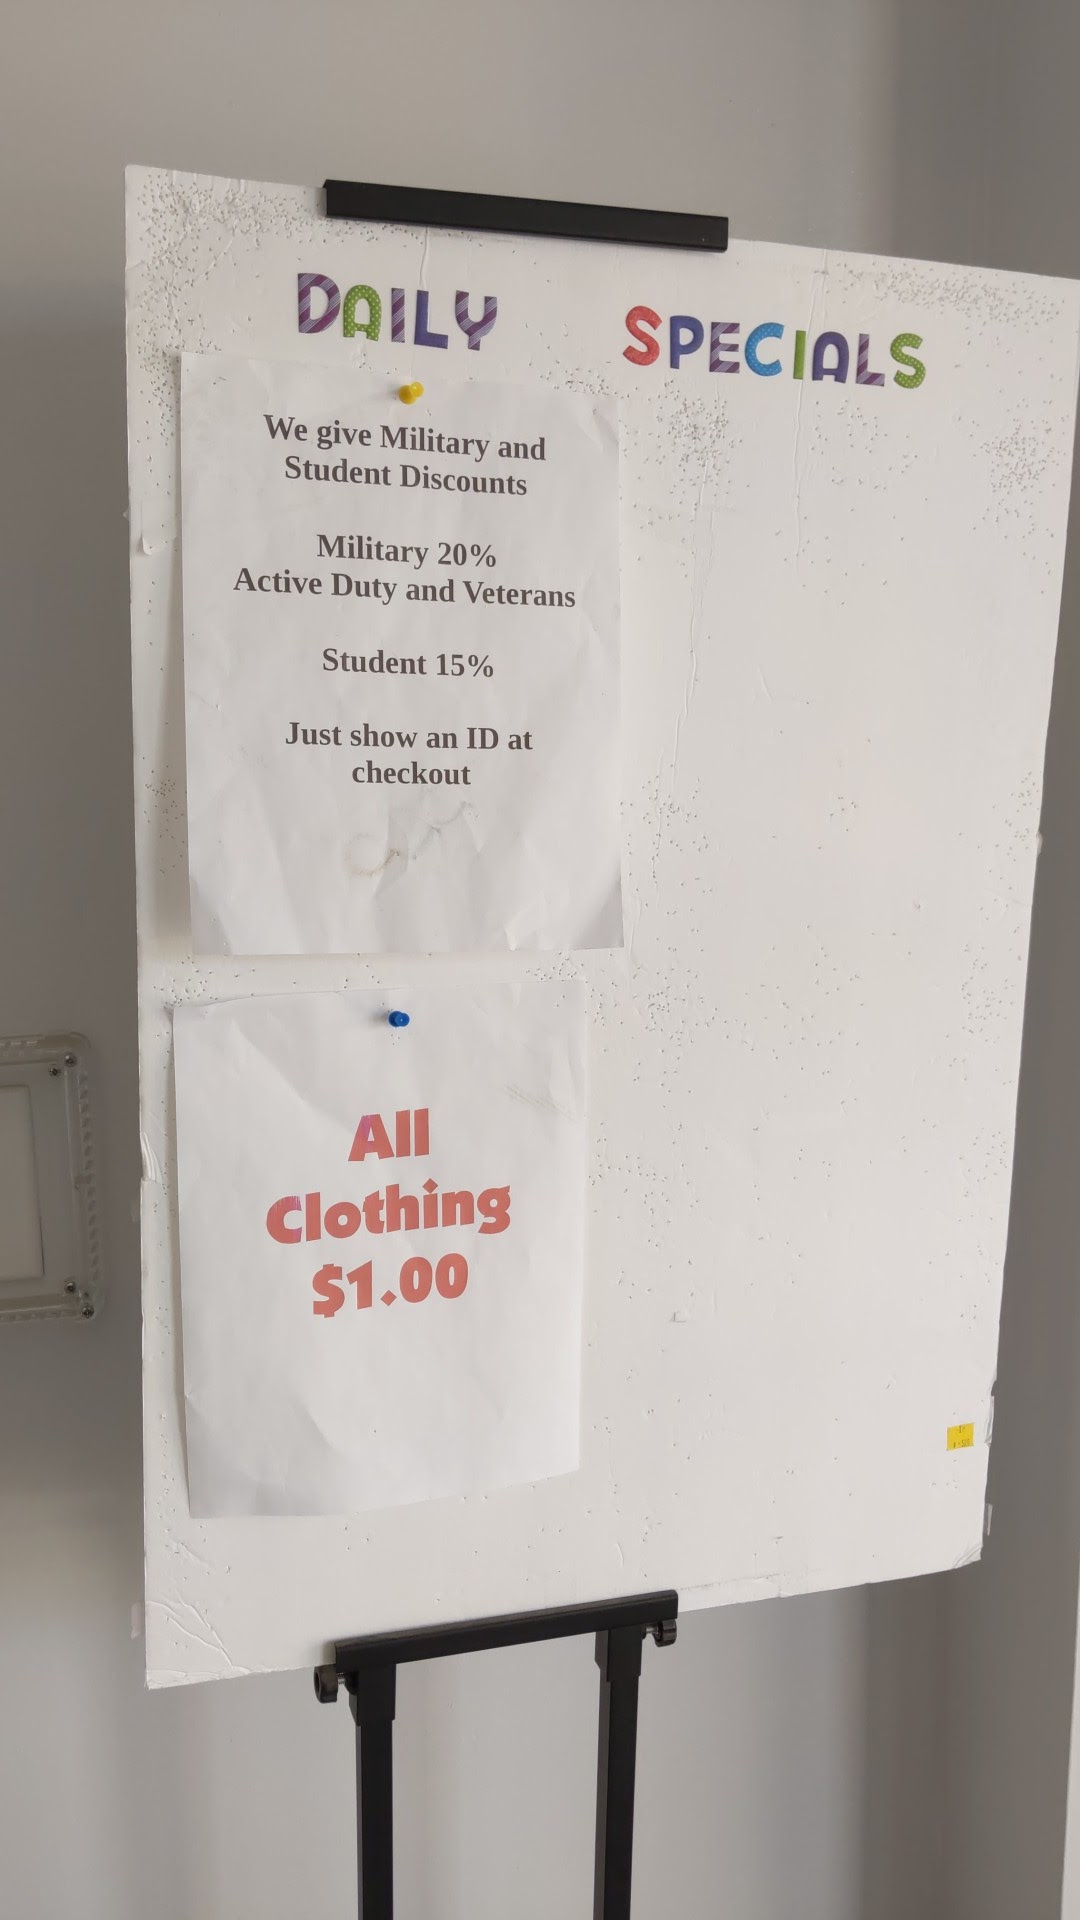 DAILY SPECIALS
We give Military and
Student Discounts
Military 20%
Active Duty and Veterans
Student 15%
Just show an ID at
checkout
All
Clothing
$1.00